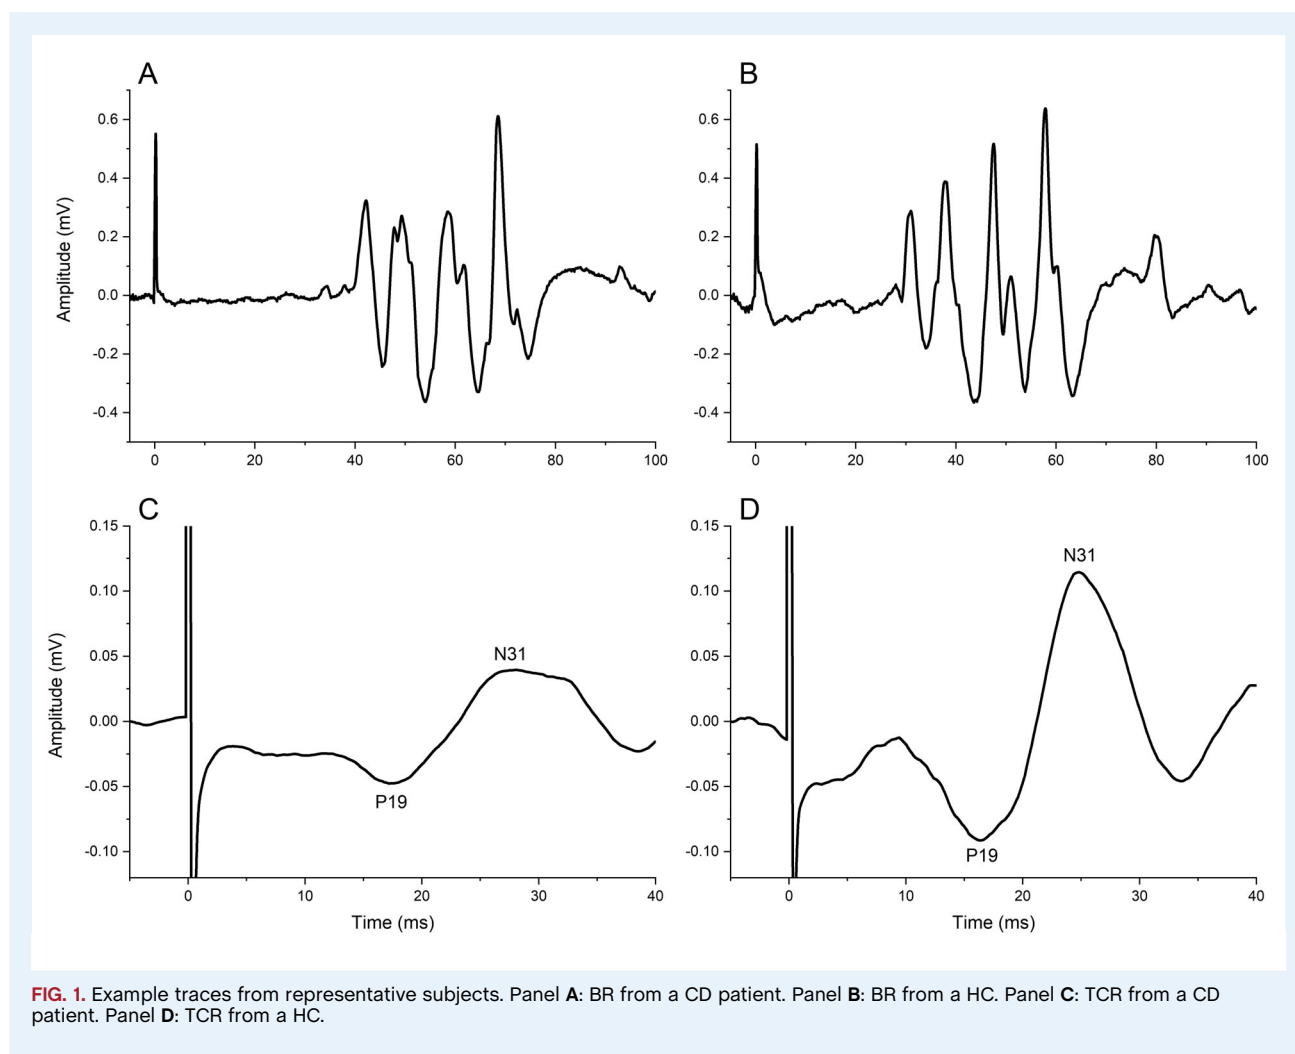 A
0.6
0.4
0.2
0.0
-0.2
-0.4
Amplitude (mV)
0 20 40 60 80 100
B
0.6
0.4
0.2
0.0
-0.2
-0.4
0 20 40 60 80 100
C
0.15
0.10
0.05
0.00
-0.05
-0.10
Amplitude (mV)
N31
P19
0 10 20 30 40
Time (ms)
D
0.15
0.10
0.05
0.00
-0.05
-0.10
N31
P19
0 10 20 30 40
Time (ms)
FIG. 1. Example traces from representative subjects. Panel A: BR from a CD patient. Panel B: BR from a HC. Panel C: TCR from a CD
patient. Panel D: TCR from a HC.